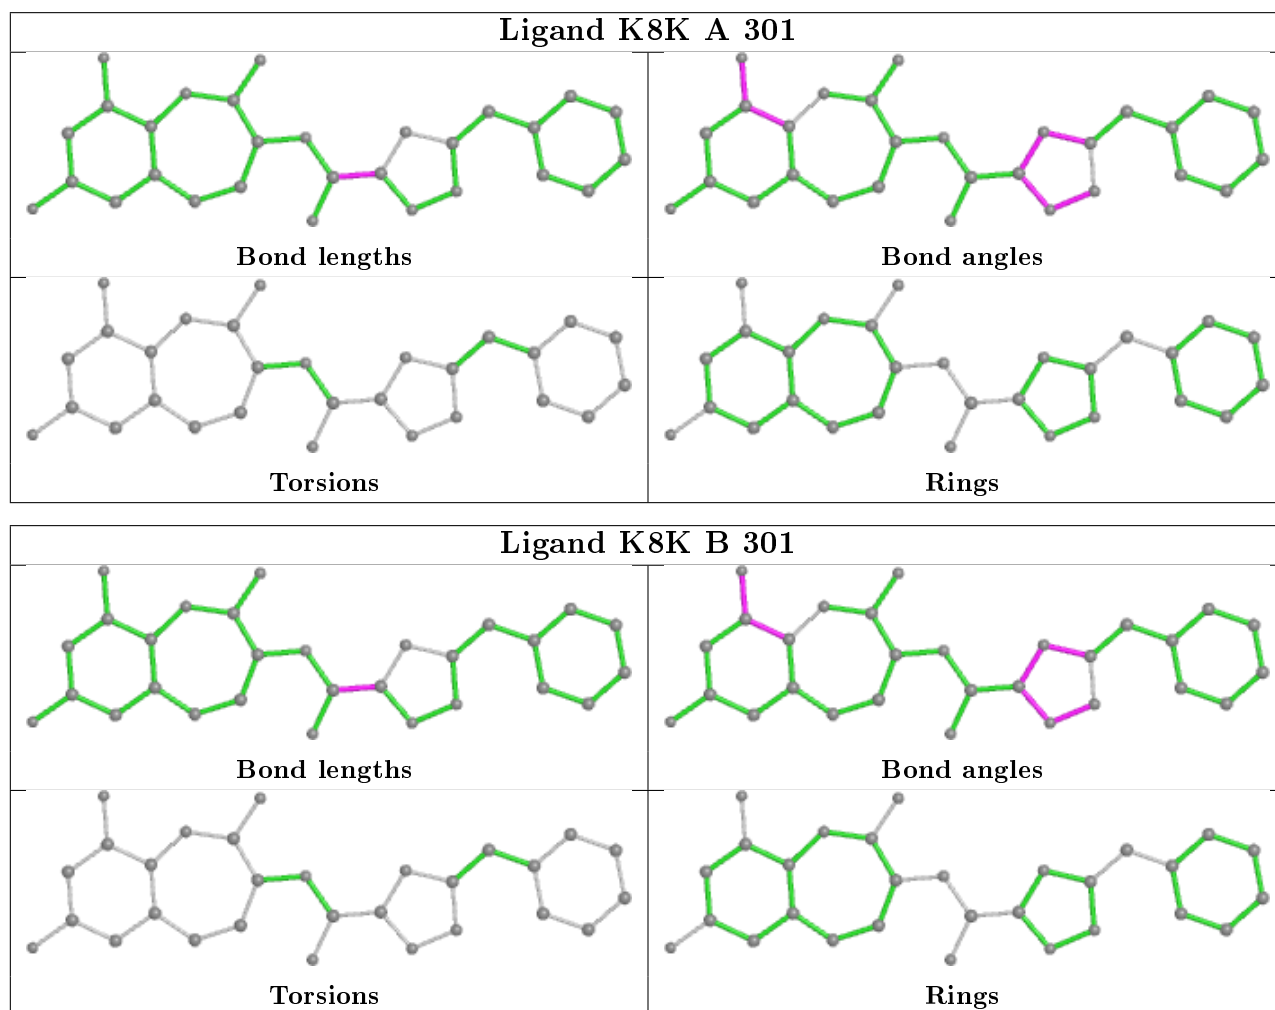 Ligand K8K A 301
Bond lengths
Bond angles
Torsions
Rings
Ligand K8K B 301
Bond lengths
Bond angles
Torsions
Rings